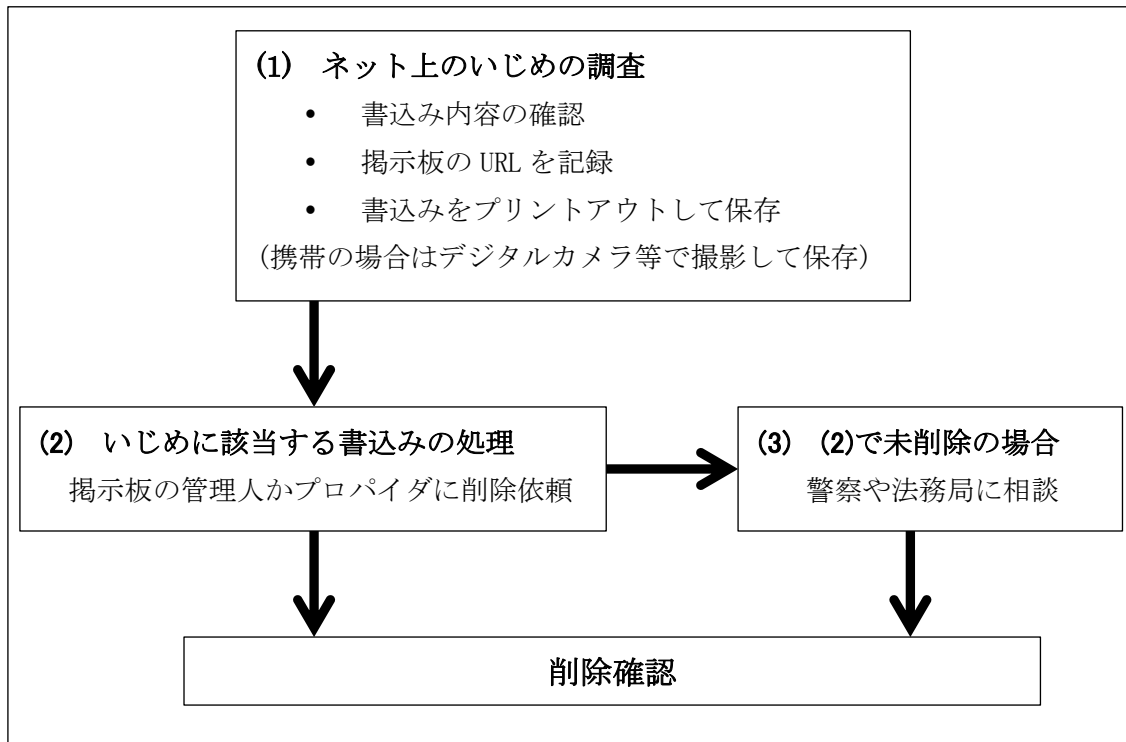 (1) ネット上のいじめの調査
• 書込み内容の確認
• 掲示板の URL を記録
• 書込みをプリントアウトして保存
(携帯の場合はデジタルカメラ等で撮影して保存)
(2) いじめに該当する書込みの処理
掲示板の管理人かプロバイダに削除依頼
(3) (2)で未削除の場合
警察や法務局に相談
削除確認